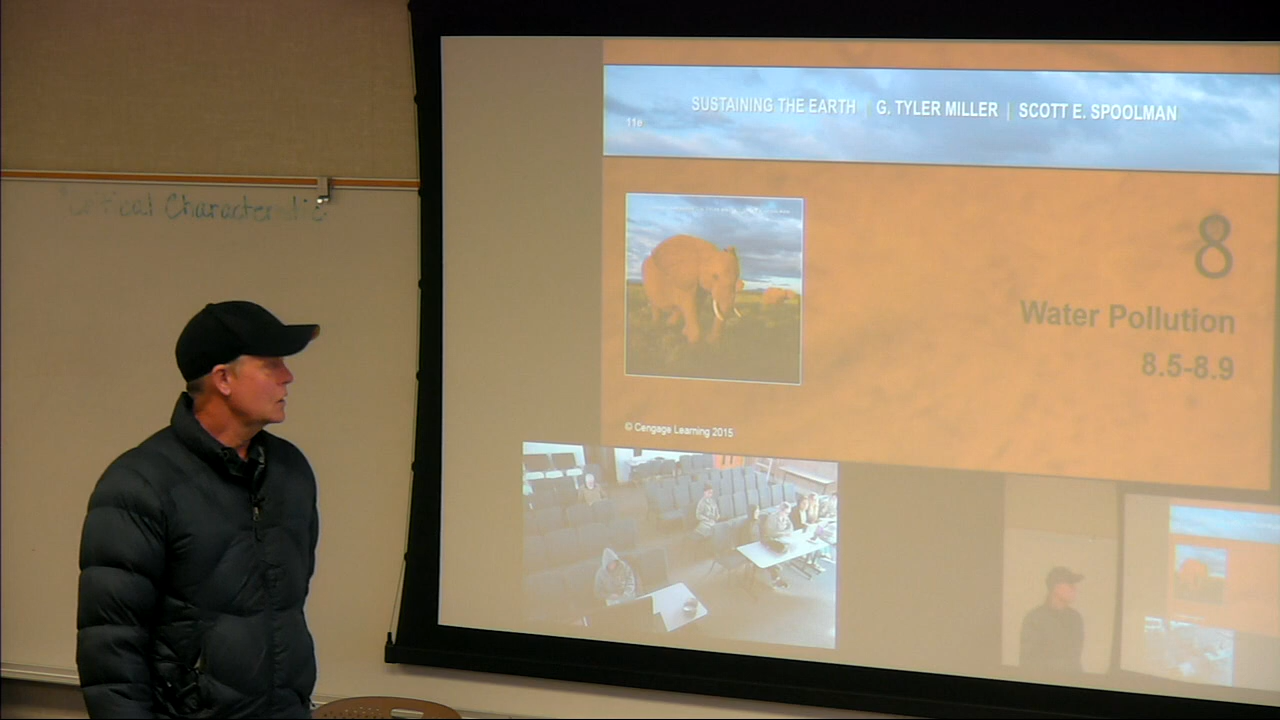 Critical Characteristic
SUSTAINING THE EARTH | G. TYLER MILLER | SCOTT E. SPOOLMAN
11e
8
Water Pollution
8.5-8.9
© Cengage Learning 2015